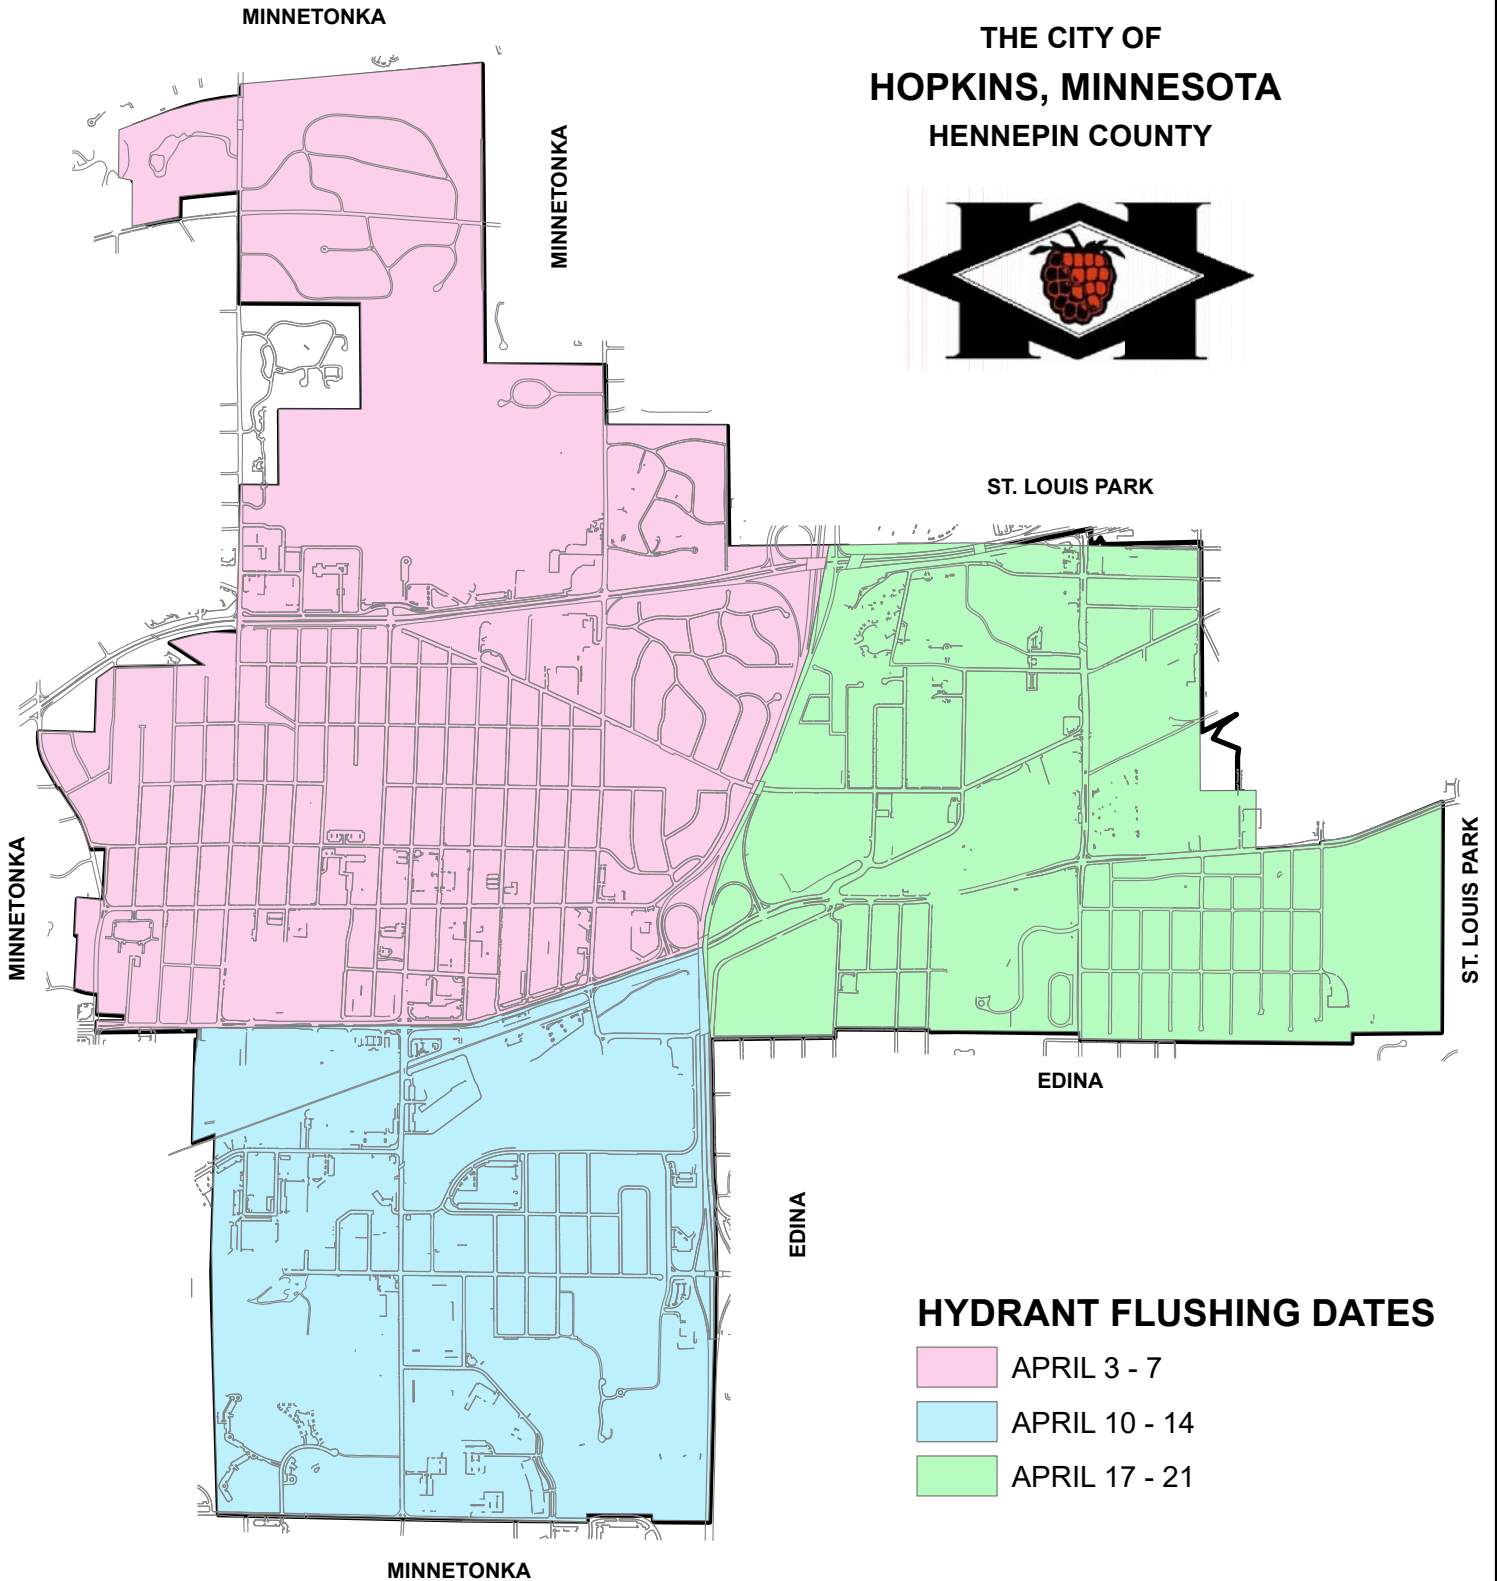 MINNETONKA
THE CITY OF
HOPKINS, MINNESOTA
HENNEPIN COUNTY
MINNETONKA
ST. LOUIS PARK
MINNETONKA
ST. LOUIS PARK
EDINA
EDINA
HYDRANT FLUSHING DATES
APRIL 3 - 7
APRIL 10 - 14
APRIL 17 - 21
MINNETONKA